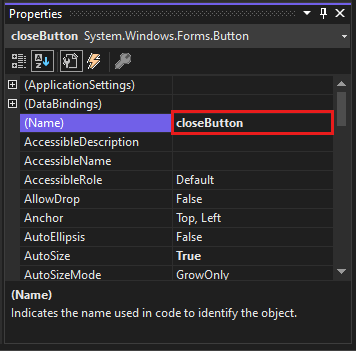 Properties
closeButton System.Windows.Forms.Button
(ApplicationSettings)
(DataBindings)
(Name) closeButton
AccessibleDescription
AccessibleName
AccessibleRole Default
AllowDrop False
Anchor Top, Left
AutoEllipsis False
AutoSize True
AutoSizeMode GrowOnly
(Name)
Indicates the name used in code to identify the object.